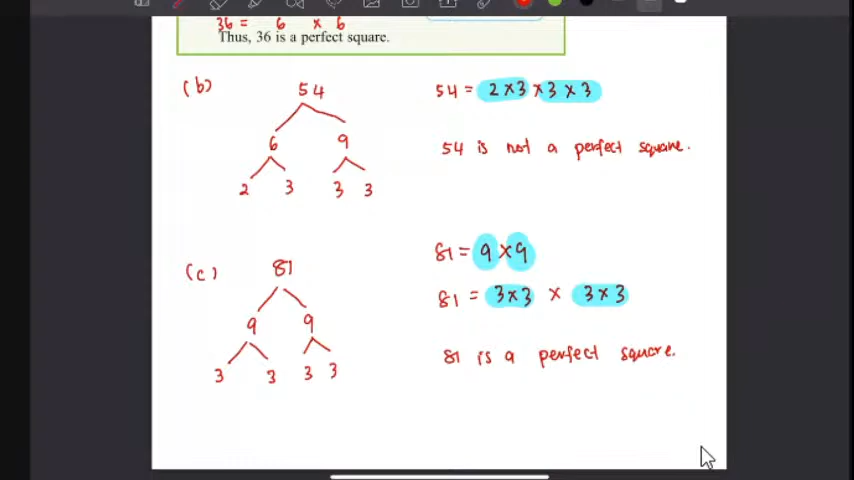 36 = 6 x 6
Thus, 36 is a perfect square.
(b)
54
6 9
2 3 3 3
54 = 2 x 3 x 3 x 3
54 is not a perfect square.
(c)
81
9 9
3 3 3 3
81 = 9 x 9
81 = 3 x 3 x 3 x 3
81 is a perfect square.